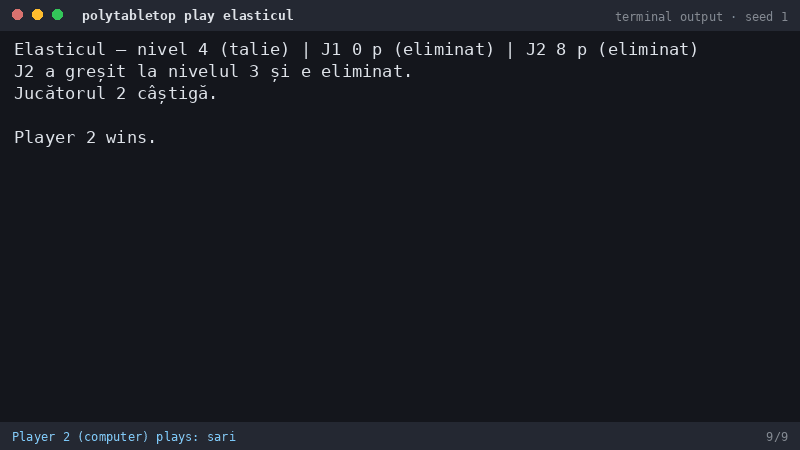 polytabletop play elasticul
terminal output · seed 1
Elasticul — nivel 4 (talie) | J1 0 p (eliminat) | J2 8 p (eliminat)
J2 a greșit la nivelul 3 și e eliminat.
Jucătorul 2 câștigă.
Player 2 wins.
Player 2 (computer) plays: sari
9/9